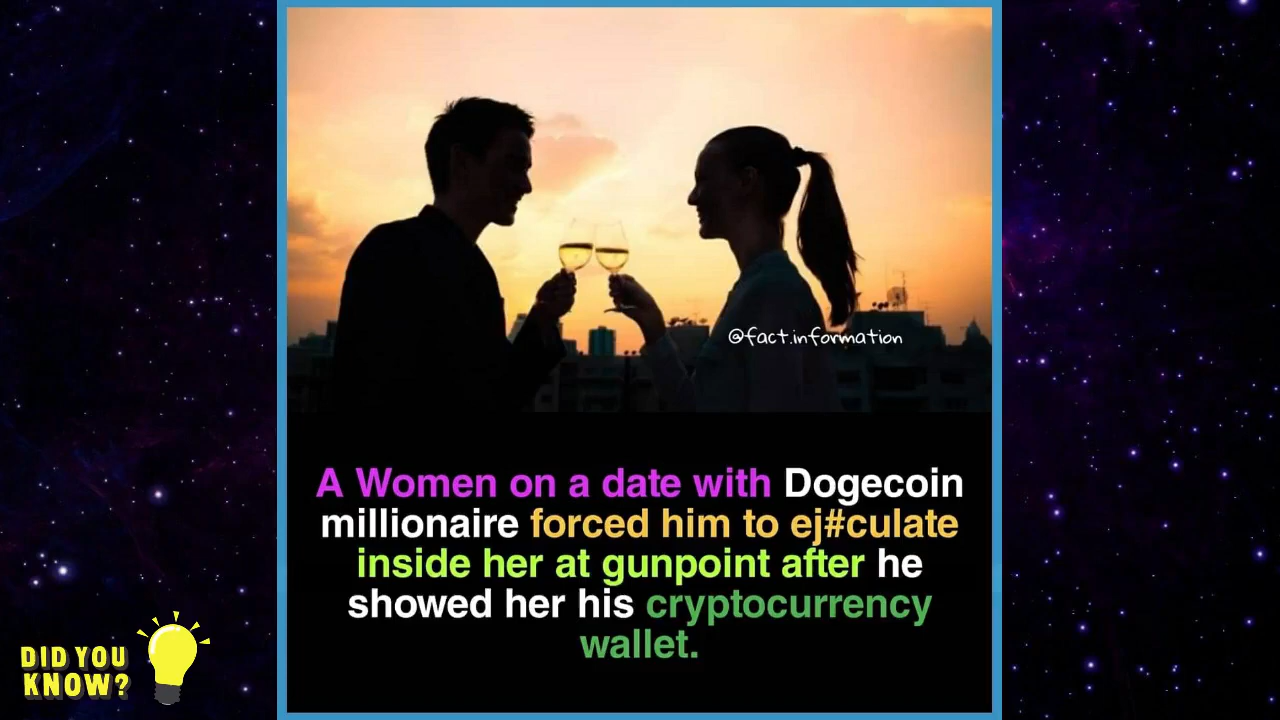 @fact.information
A Women on a date with Dogecoin
millionaire forced him to ej#culate
inside her at gunpoint after he
showed her his cryptocurrency
wallet.
DID YOU
KNOW?